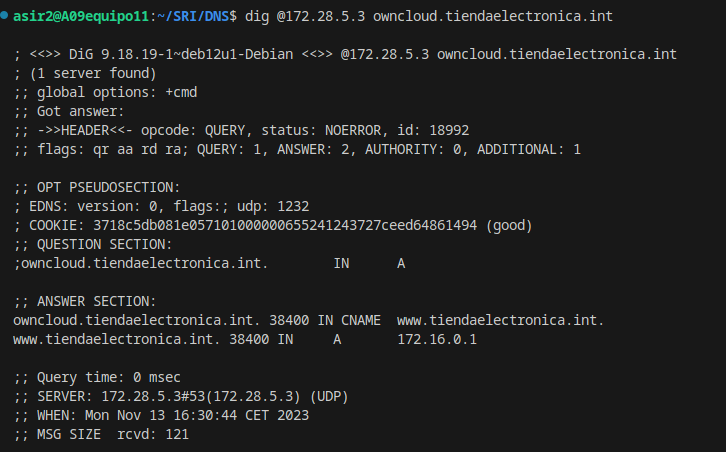 asir2@A09equipo11:~/SRI/DNS$ dig @172.28.5.3 owncloud.tiendaelectronica.int
; <<>> DiG 9.18.19-1~deb12u1-Debian <<>> @172.28.5.3 owncloud.tiendaelectronica.int
; (1 server found)
;; global options: +cmd
;; Got answer:
;; ->>HEADER<<- opcode: QUERY, status: NOERROR, id: 18992
;; flags: qr aa rd ra; QUERY: 1, ANSWER: 2, AUTHORITY: 0, ADDITIONAL: 1
;; OPT PSEUDOSECTION:
; EDNS: version: 0, flags:; udp: 1232
; COOKIE: 3718c5db081e057101000000655241243727ceed64861494 (good)
;; QUESTION SECTION:
;owncloud.tiendaelectronica.int. IN A
;; ANSWER SECTION:
owncloud.tiendaelectronica.int. 38400 IN CNAME www.tiendaelectronica.int.
www.tiendaelectronica.int. 38400 IN A 172.16.0.1
;; Query time: 0 msec
;; SERVER: 172.28.5.3#53(172.28.5.3) (UDP)
;; WHEN: Mon Nov 13 16:30:44 CET 2023
;; MSG SIZE rcvd: 121